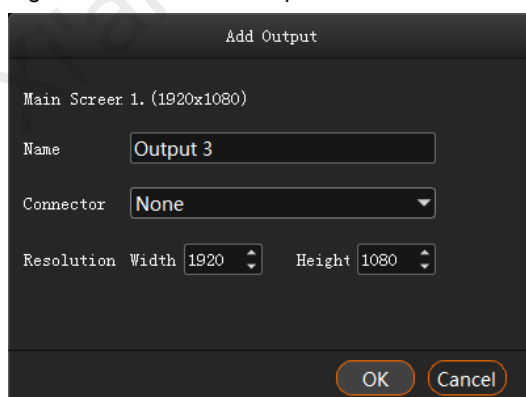 Add Output
Main Screen 1. (1920x1080)
Name Output 3
Connector None
Resolution Width 1920 Height 1080
OK Cancel